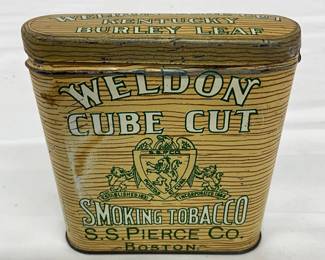 KENTUCKY
BURLEY LEAF
WELDON
CUBE CUT
SMOKING TOBACCO
S.S. PIERCE CO.
BOSTON.